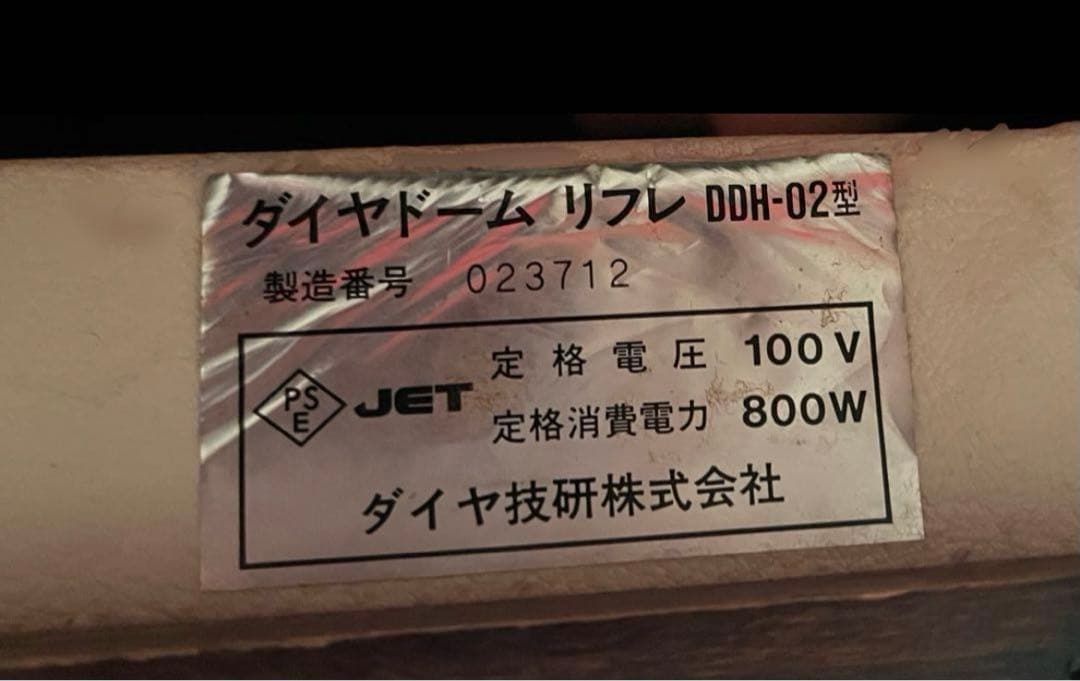 ダイヤドーム リフレ DDH-02型
製造番号 023712
PSE JET 定格電圧 100V
定格消費電力 800W
ダイヤ技研株式会社